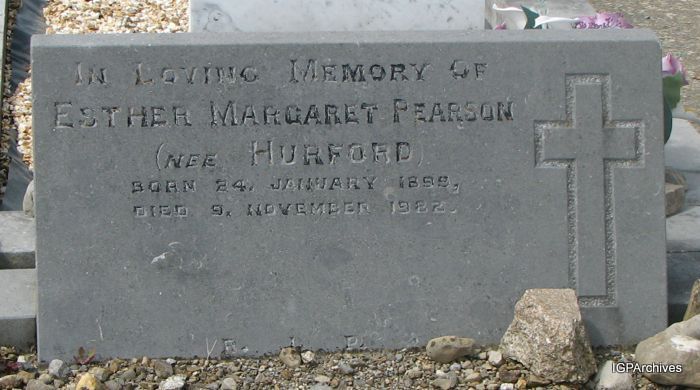 In Loving Memory Of
Esther Margaret Pearson
(nee Hurford)
BORN 24. JANUARY 1899,
DIED 9. NOVEMBER 1982.
R. I. P.
IGPArchives